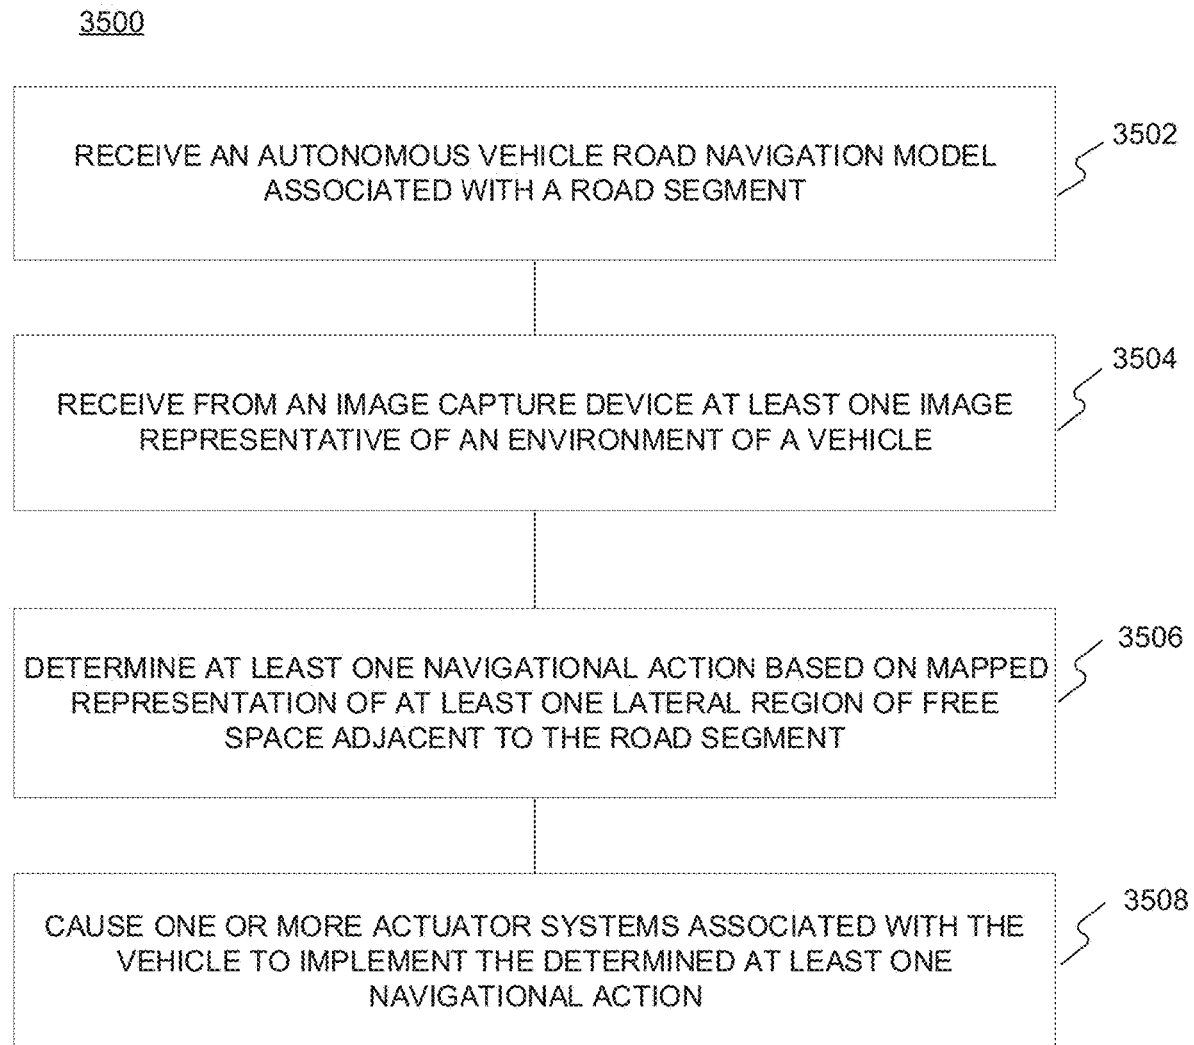 3500
RECEIVE AN AUTONOMOUS VEHICLE ROAD NAVIGATION MODEL
ASSOCIATED WITH A ROAD SEGMENT
3502
RECEIVE FROM AN IMAGE CAPTURE DEVICE AT LEAST ONE IMAGE
REPRESENTATIVE OF AN ENVIRONMENT OF A VEHICLE
3504
DETERMINE AT LEAST ONE NAVIGATIONAL ACTION BASED ON MAPPED
REPRESENTATION OF AT LEAST ONE LATERAL REGION OF FREE
SPACE ADJACENT TO THE ROAD SEGMENT
3506
CAUSE ONE OR MORE ACTUATOR SYSTEMS ASSOCIATED WITH THE
VEHICLE TO IMPLEMENT THE DETERMINED AT LEAST ONE
NAVIGATIONAL ACTION
3508